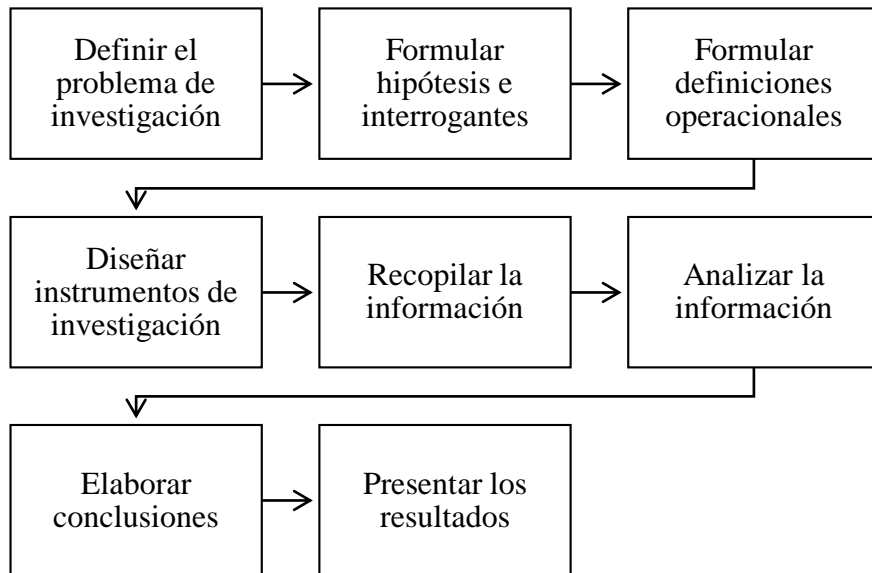 Definir el
problema de
investigación
Formular
hipótesis e
interrogantes
Formular
definiciones
operacionales
Diseñar
instrumentos de
investigación
Recopilar la
información
Analizar la
información
Elaborar
conclusiones
Presentar los
resultados